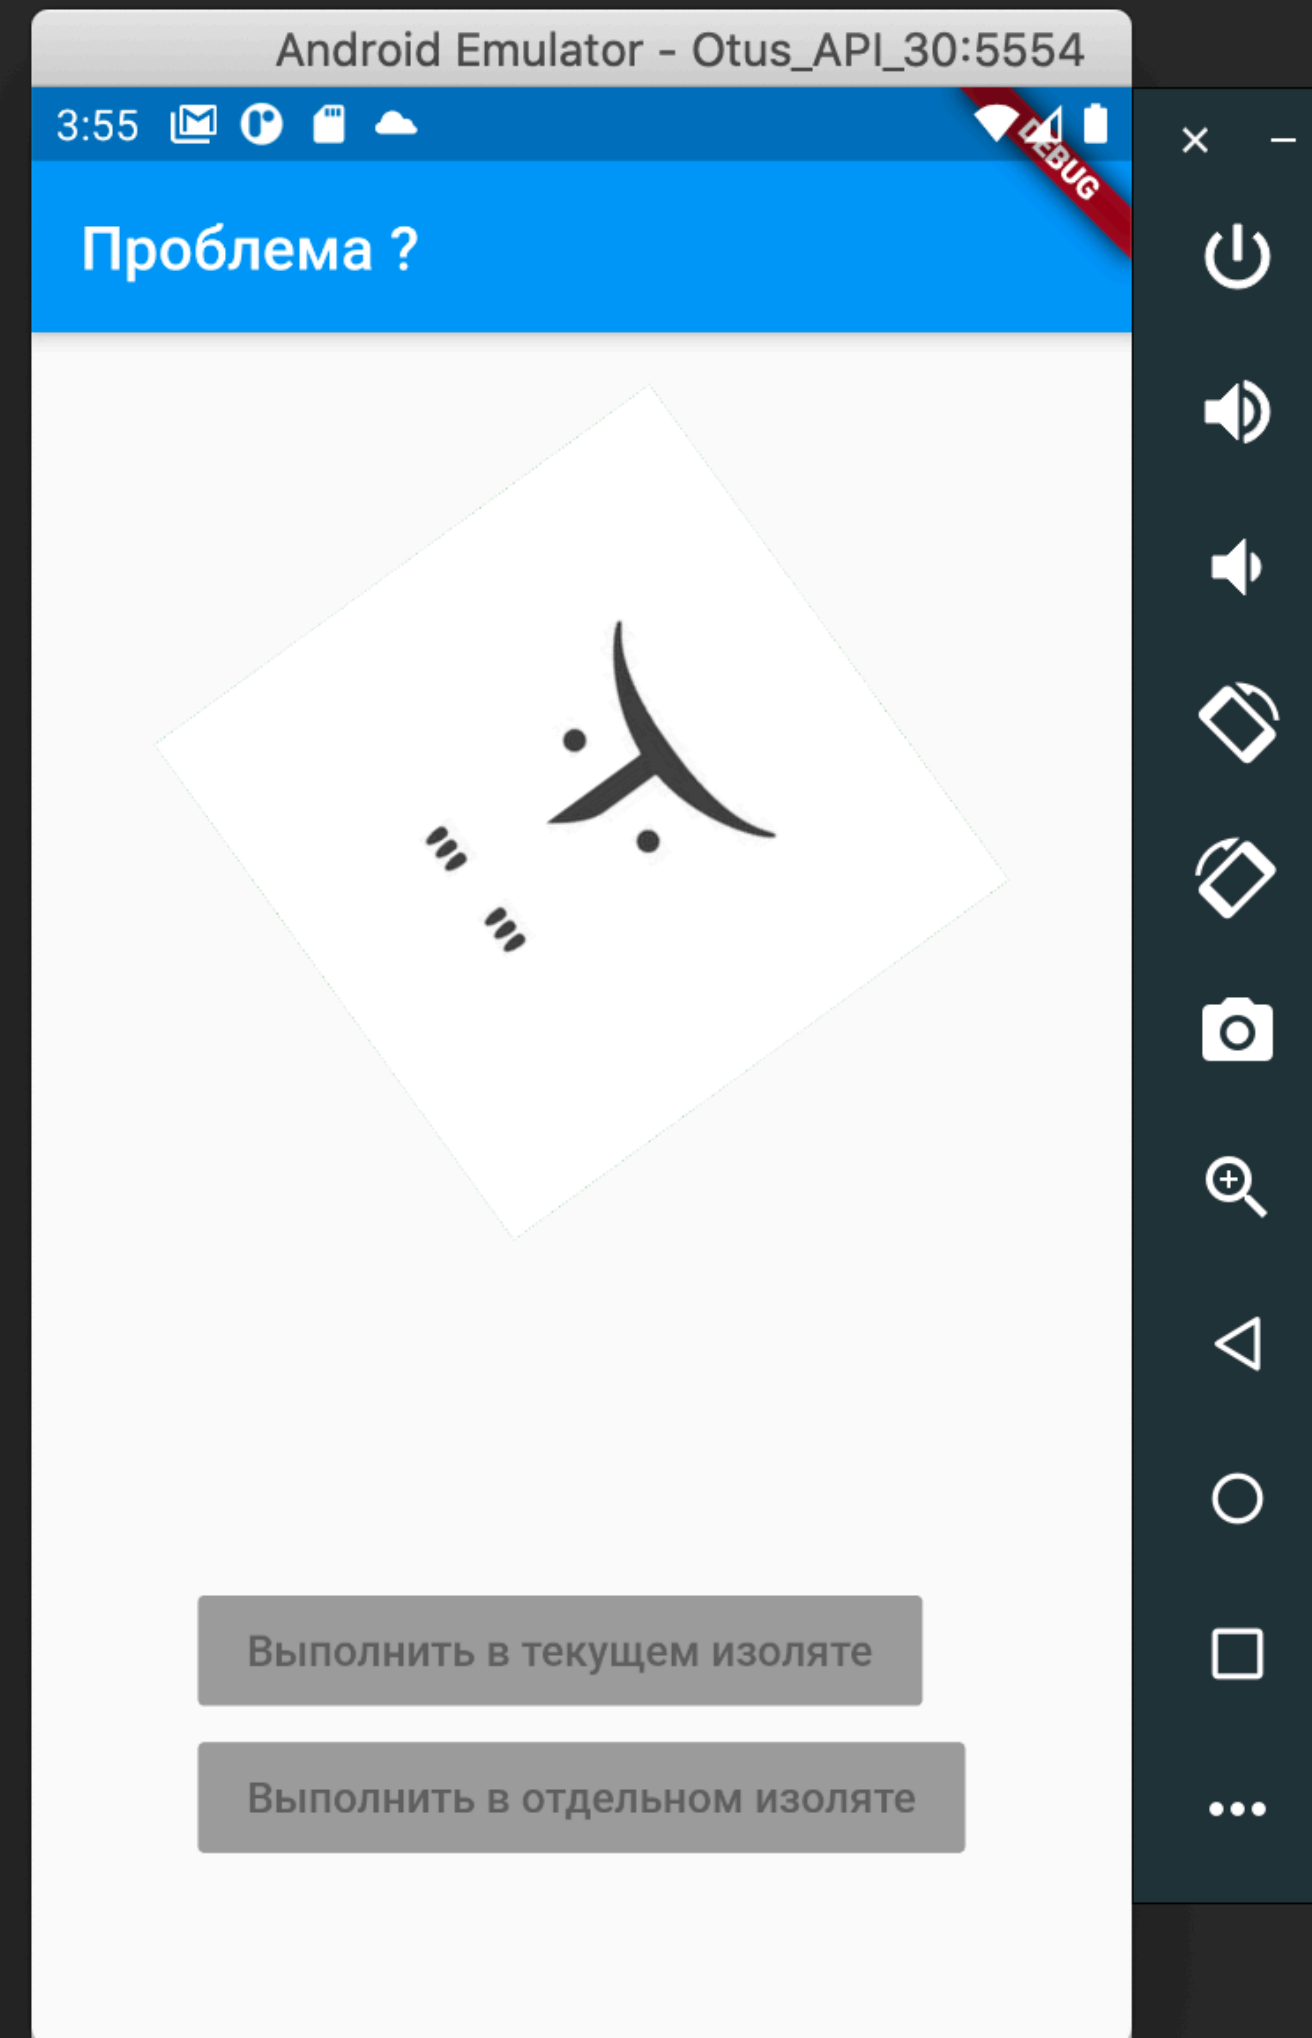 Android Emulator - Otus_API_30:5554
3:55
DEBUG
Проблема ?
Выполнить в текущем изоляте
Выполнить в отдельном изоляте